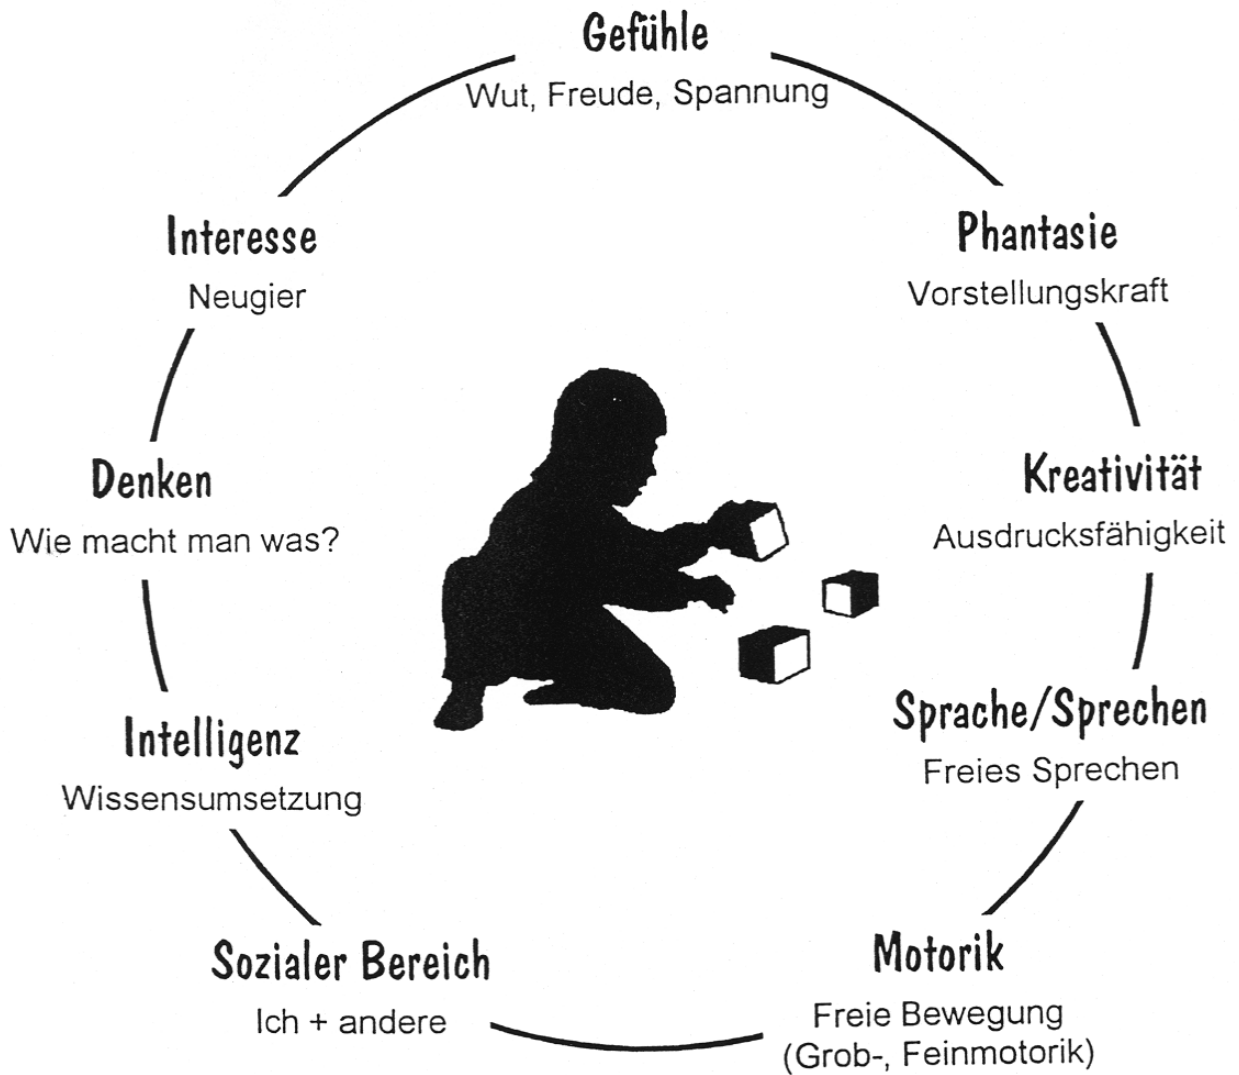 Gefühle
Wut, Freude, Spannung
Phantasie
Vorstellungskraft
Kreativität
Ausdrucksfähigkeit
Sprache/Sprechen
Freies Sprechen
Motorik
Freie Bewegung
(Grob-, Feinmotorik)
Sozialer Bereich
Ich + andere
Intelligenz
Wissensumsetzung
Denken
Wie macht man was?
Interesse
Neugier